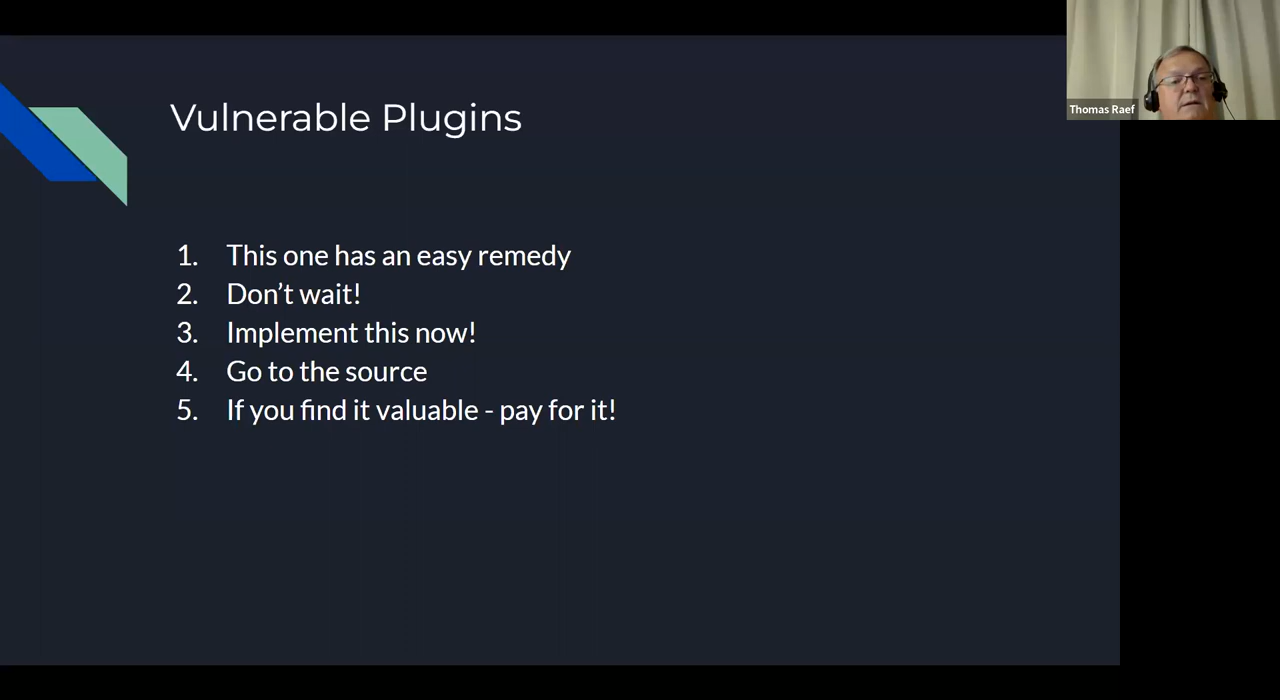 Vulnerable Plugins
Thomas Raef
1. This one has an easy remedy
2. Don’t wait!
3. Implement this now!
4. Go to the source
5. If you find it valuable - pay for it!